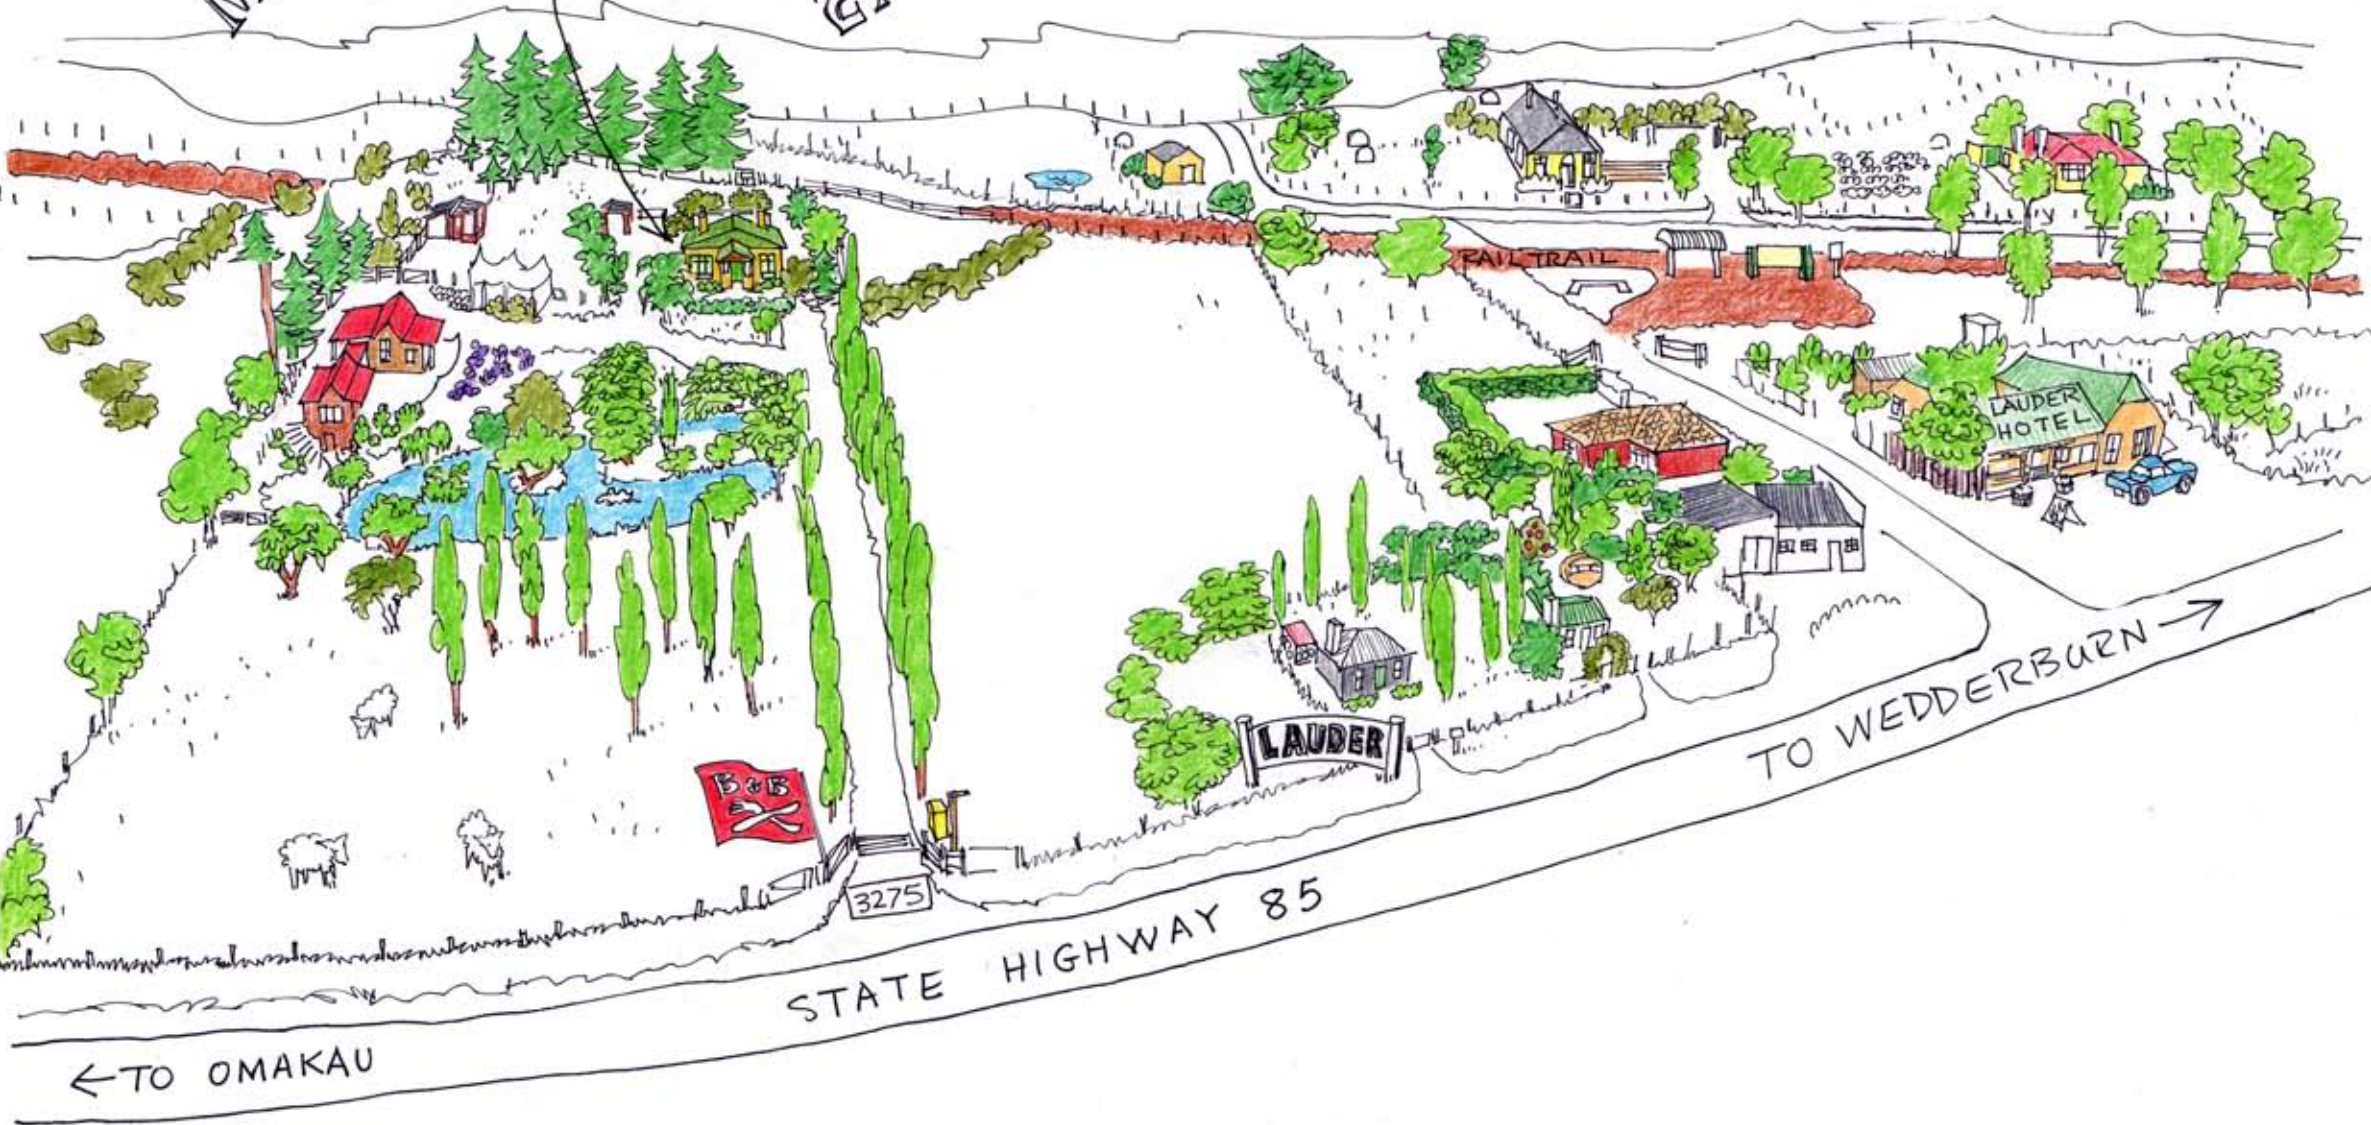 RAIL TRAIL
LAUDER
HOTEL
LAUDER
B & B
3275
TO WEDDERBURN →
STATE HIGHWAY 85
← TO OMAKAU